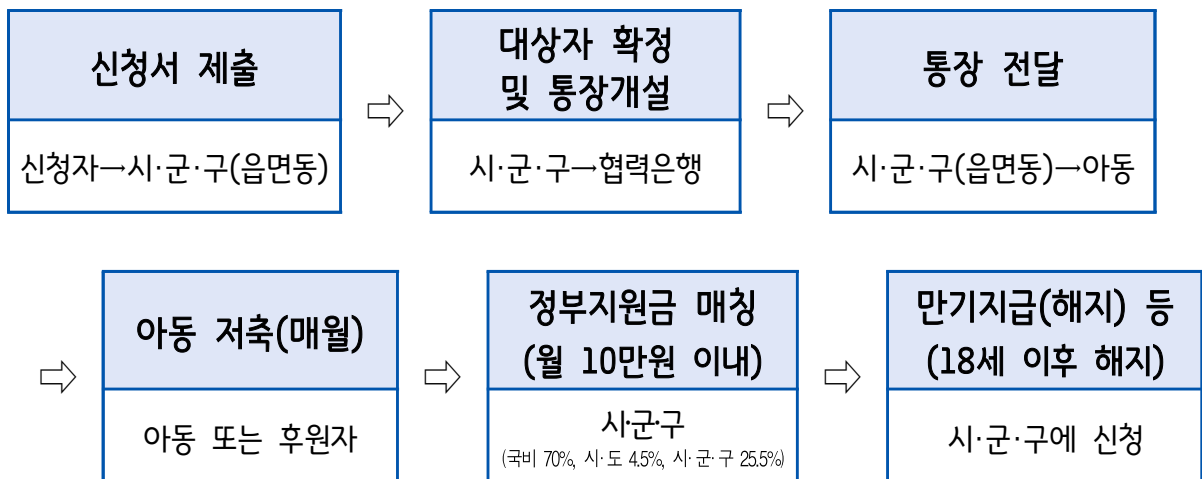 신청서 제출
신청자→시·군·구(읍면동)
⇨
대상자 확정
및 통장개설
시·군·구→협력은행
⇨
통장 전달
시·군·구(읍면동)→아동
⇨
아동 저축(매월)
아동 또는 후원자
⇨
정부지원금 매칭
(월 10만원 이내)
시·군·구
(국비 70%, 시·도 4.5%, 시·군·구 25.5%)
⇨
만기지급(해지) 등
(18세 이후 해지)
시·군·구에 신청